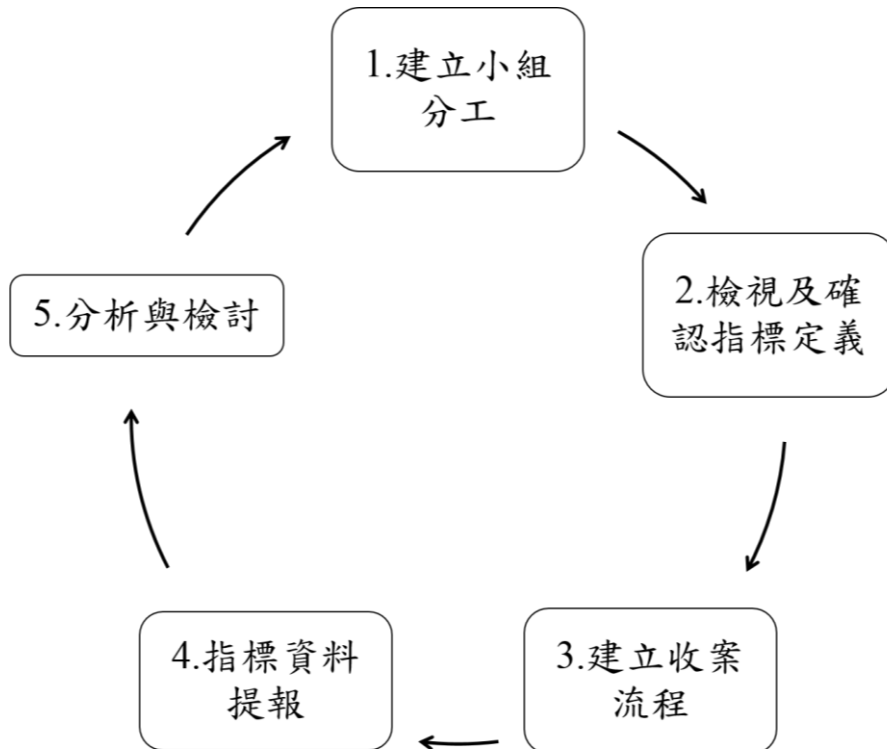 1.建立小組
分工
2.檢視及確
認指標定義
3.建立收案
流程
4.指標資料
提報
5.分析與檢討